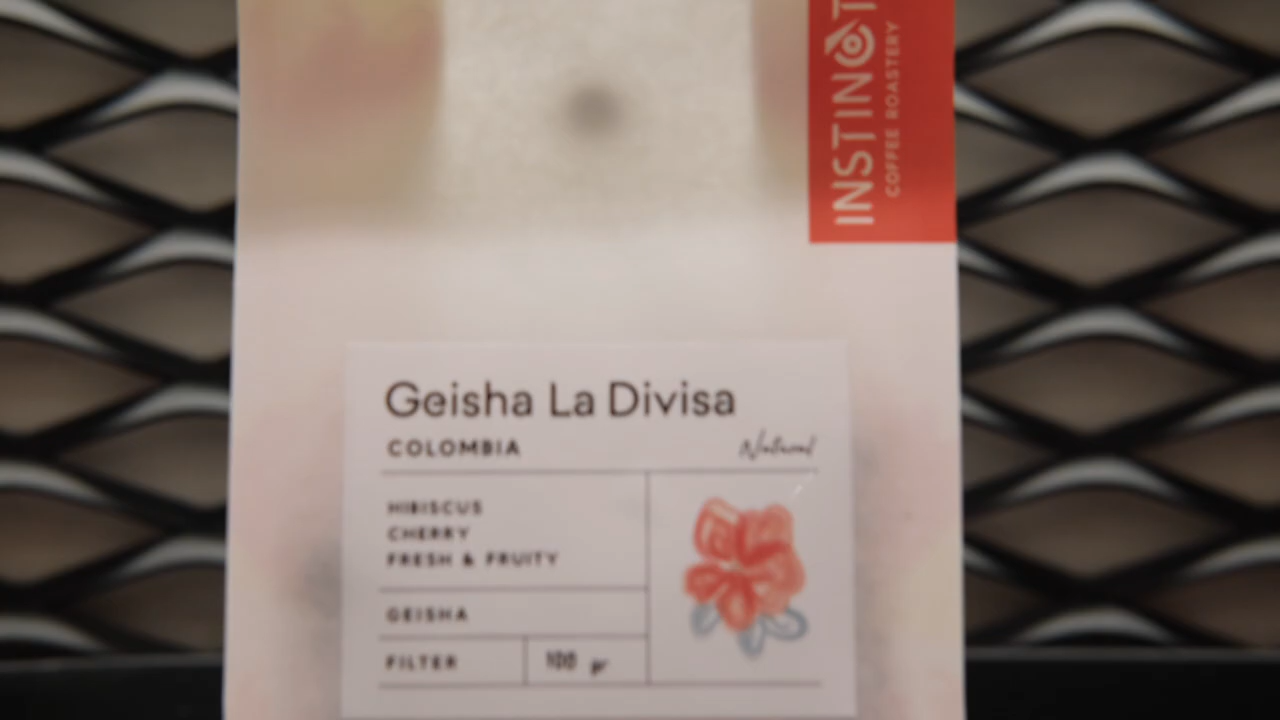 INSTINCT
COFFEE ROASTERY
Geisha La Divisa
COLOMBIA
Natural
HIBISCUS
CHERRY
FRESH & FRUITY
GEISHA
FILTER
100 gr